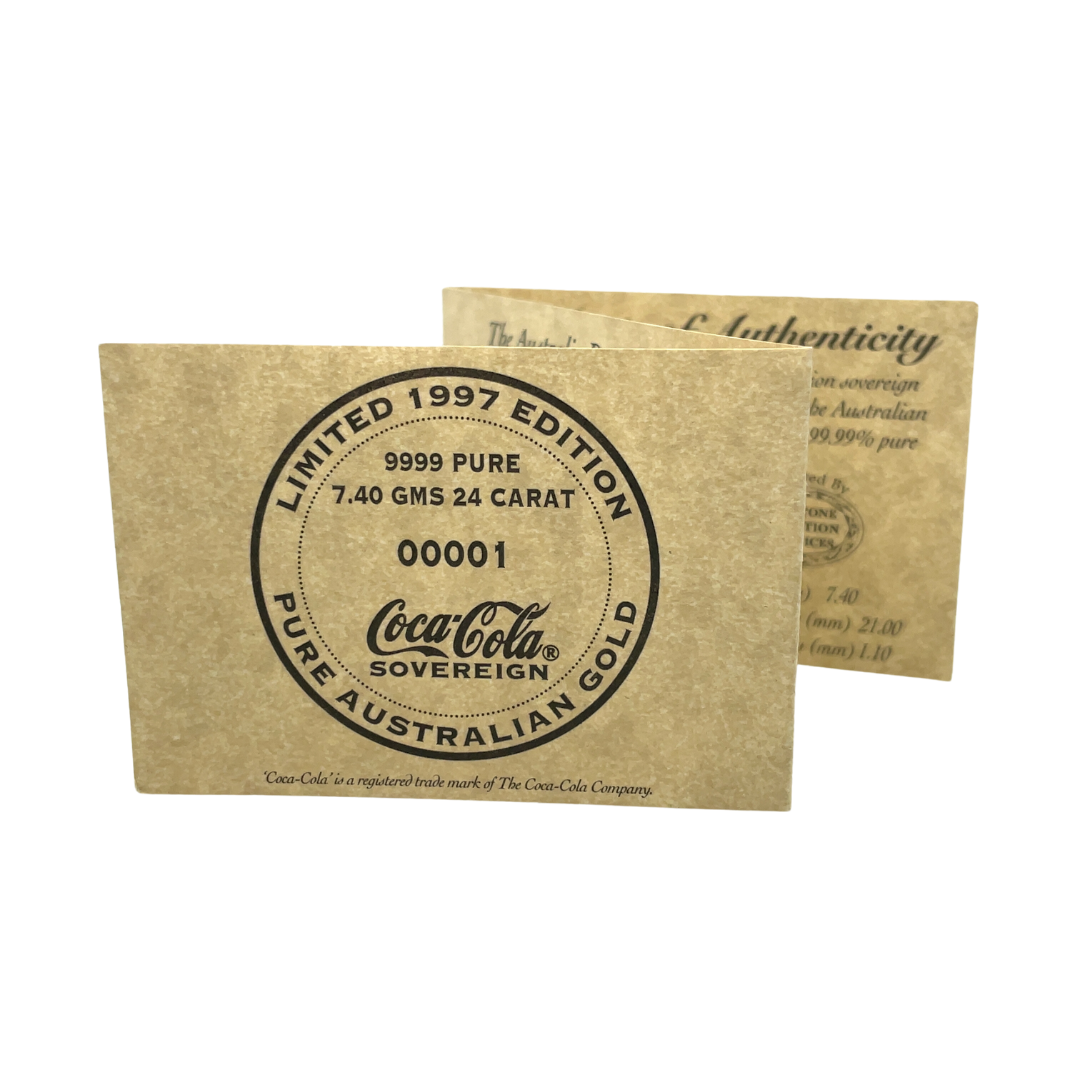 LIMITED 1997 EDITION
9999 PURE
7.40 GMS 24 CARAT
00001
Coca-Cola®
SOVEREIGN
PURE AUSTRALIAN GOLD
'Coca-Cola' is a registered trade mark of The Coca-Cola Company.
The
Authenticity
sovereign
Australian
99.99% pure
By
7.40
(mm) 21.00
(mm) 1.10